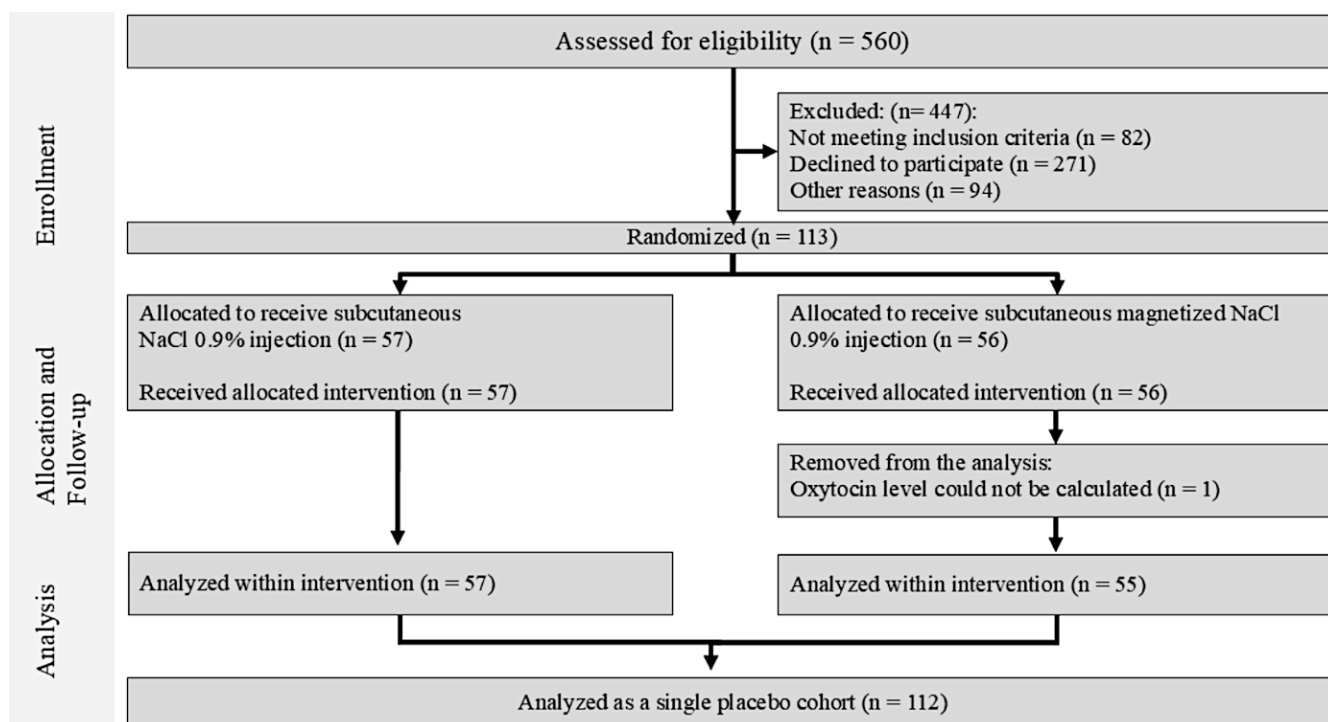 Assessed for eligibility (n = 560)
Enrollment
Excluded: (n= 447):
Not meeting inclusion criteria (n = 82)
Declined to participate (n = 271)
Other reasons (n = 94)
Randomized (n = 113)
Allocation and
Follow-up
Allocated to receive subcutaneous
NaCl 0.9% injection (n = 57)
Received allocated intervention (n = 57)
Allocated to receive subcutaneous magnetized NaCl
0.9% injection (n = 56)
Received allocated intervention (n = 56)
Removed from the analysis:
Oxytocin level could not be calculated (n = 1)
Analysis
Analyzed within intervention (n = 57)
Analyzed within intervention (n = 55)
Analyzed as a single placebo cohort (n = 112)